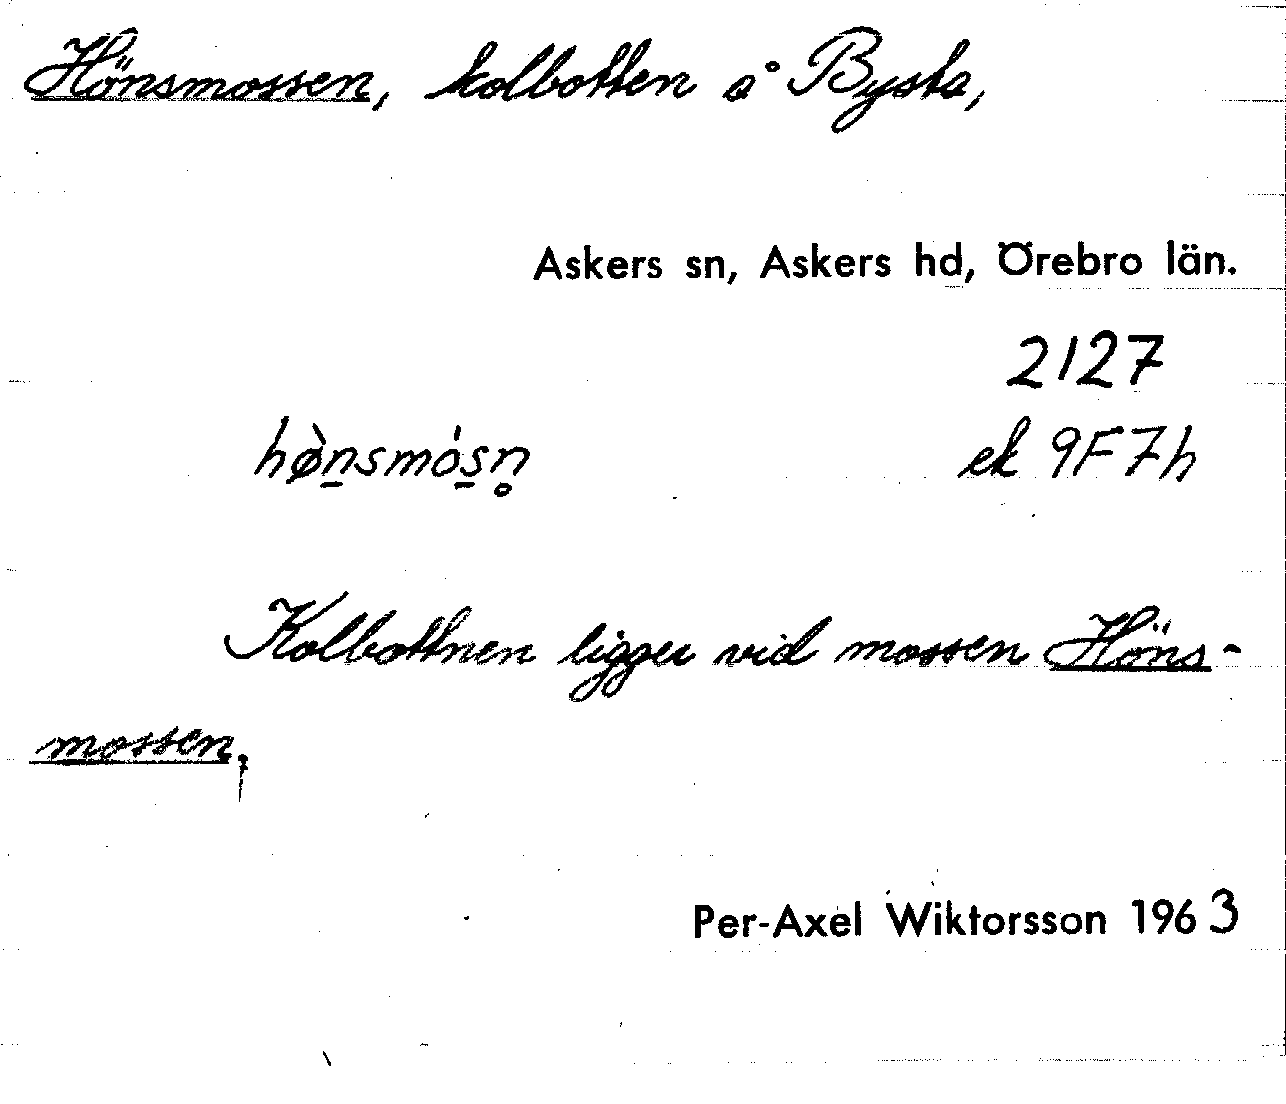 Hönsmossen, kolbotten å Bysta,
Askers sn, Askers hd, Örebro län.
2127
hø̀n̠smós̠n̥ ek 9F7h
Kolbottnen ligger vid mossen Höns-
mossen,
Per-Axel Wiktorsson 1963